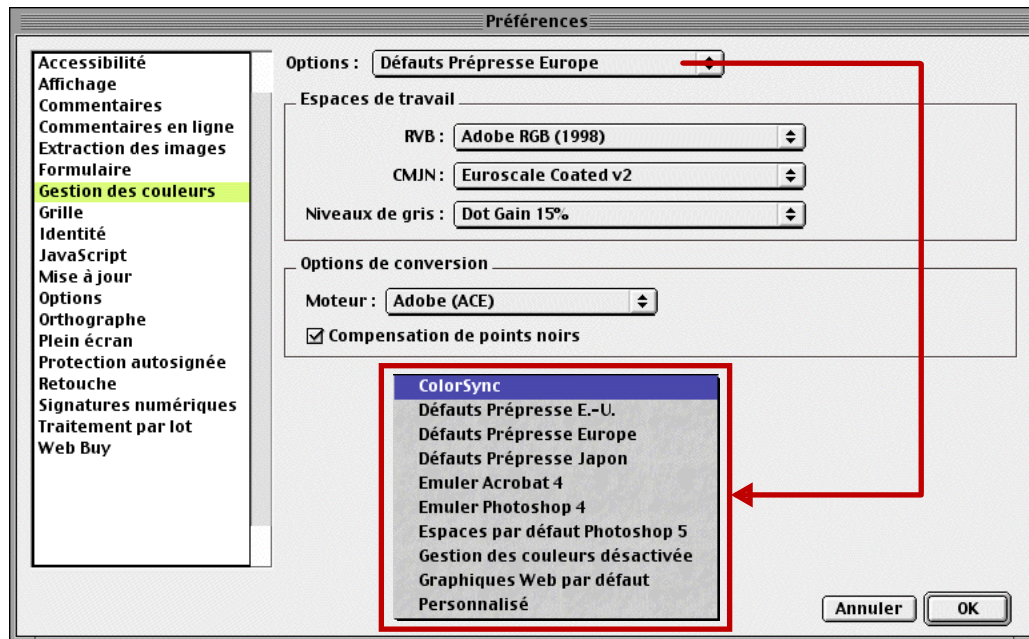 Préférences
Accessibilité
Affichage
Commentaires
Commentaires en ligne
Extraction des images
Formulaire
Gestion des couleurs
Grille
Identité
JavaScript
Mise à jour
Options
Orthographe
Plein écran
Protection autosignée
Retouche
Signatures numériques
Traitement par lot
Web Buy
Options : Défauts Prépresse Europe
Espaces de travail
RVB : Adobe RGB (1998)
CMJN : Euroscale Coated v2
Niveaux de gris : Dot Gain 15%
Options de conversion
Moteur : Adobe (ACE)
Compensation de points noirs
ColorSync
Défauts Prépresse E.-U.
Défauts Prépresse Europe
Défauts Prépresse Japon
Emuler Acrobat 4
Emuler Photoshop 4
Espaces par défaut Photoshop 5
Gestion des couleurs désactivée
Graphiques Web par défaut
Personnalisé
Annuler OK